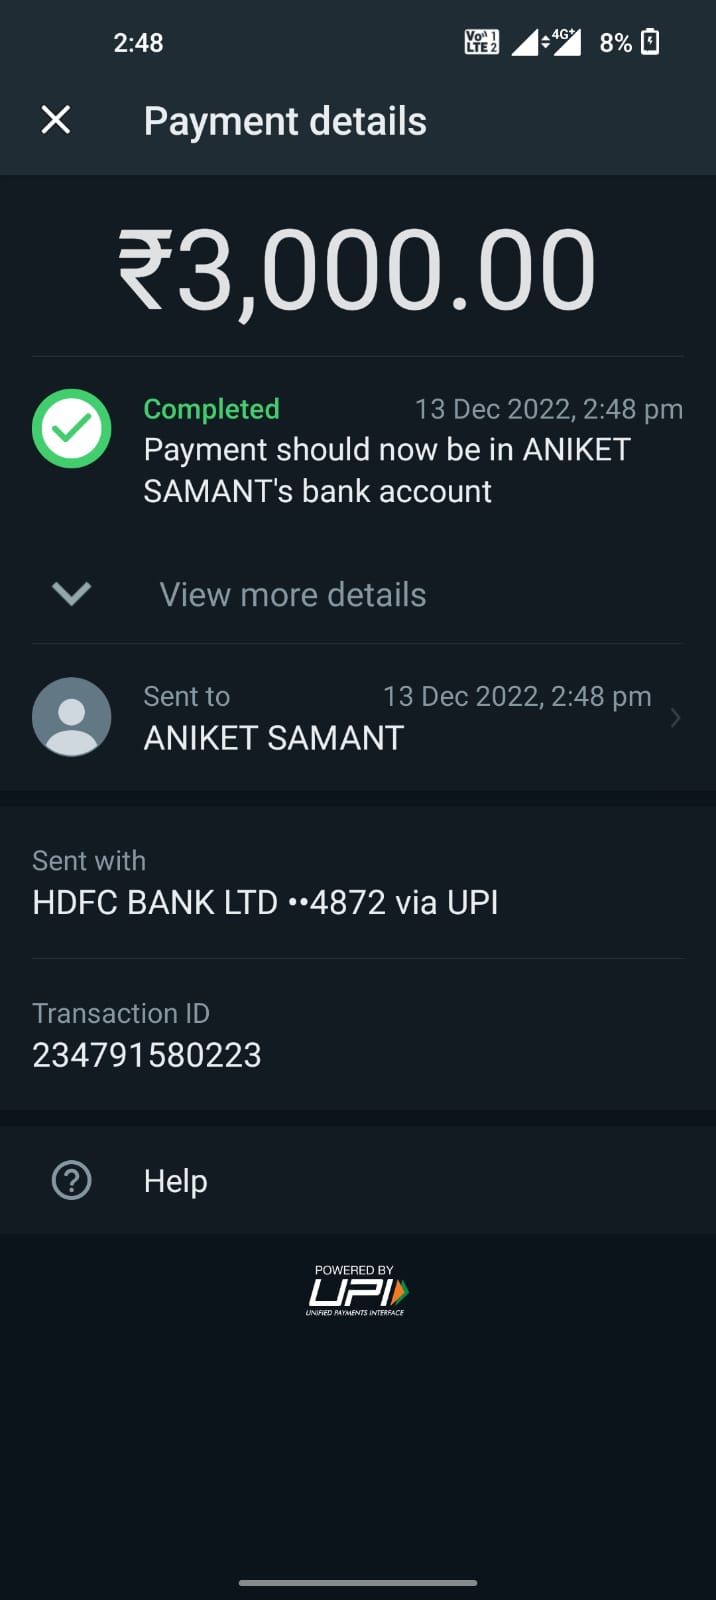 2:48
Vo 1
LTE 2
4G+
8%
Payment details
₹3,000.00
Completed
13 Dec 2022, 2:48 pm
Payment should now be in ANIKET
SAMANT's bank account
View more details
Sent to
13 Dec 2022, 2:48 pm
ANIKET SAMANT
Sent with
HDFC BANK LTD ••4872 via UPI
Transaction ID
234791580223
Help
POWERED BY
UPI
UNIFIED PAYMENTS INTERFACE